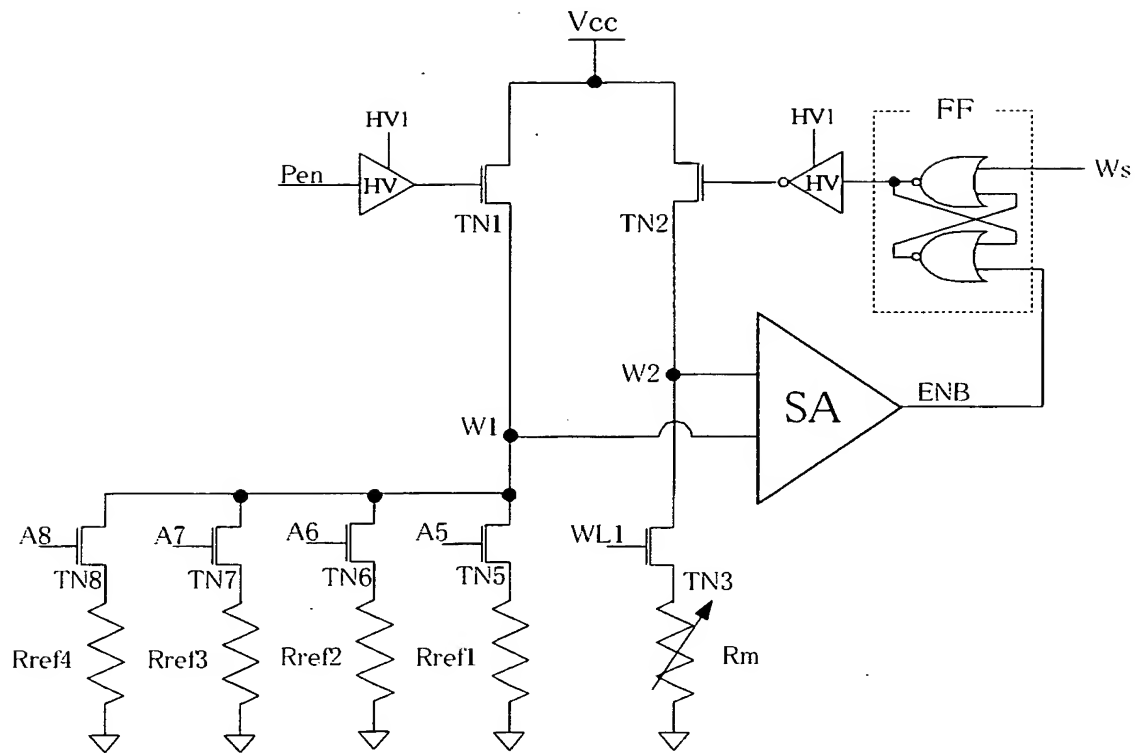 Vcc
FF
HV1
HV1
Pen
HV
HV
Ws
TN1
TN2
W2
SA
ENB
W1
A8
A7
A6
A5
WL1
TN8
TN7
TN6
TN5
TN3
Rref4
Rref3
Rref2
Rref1
Rm